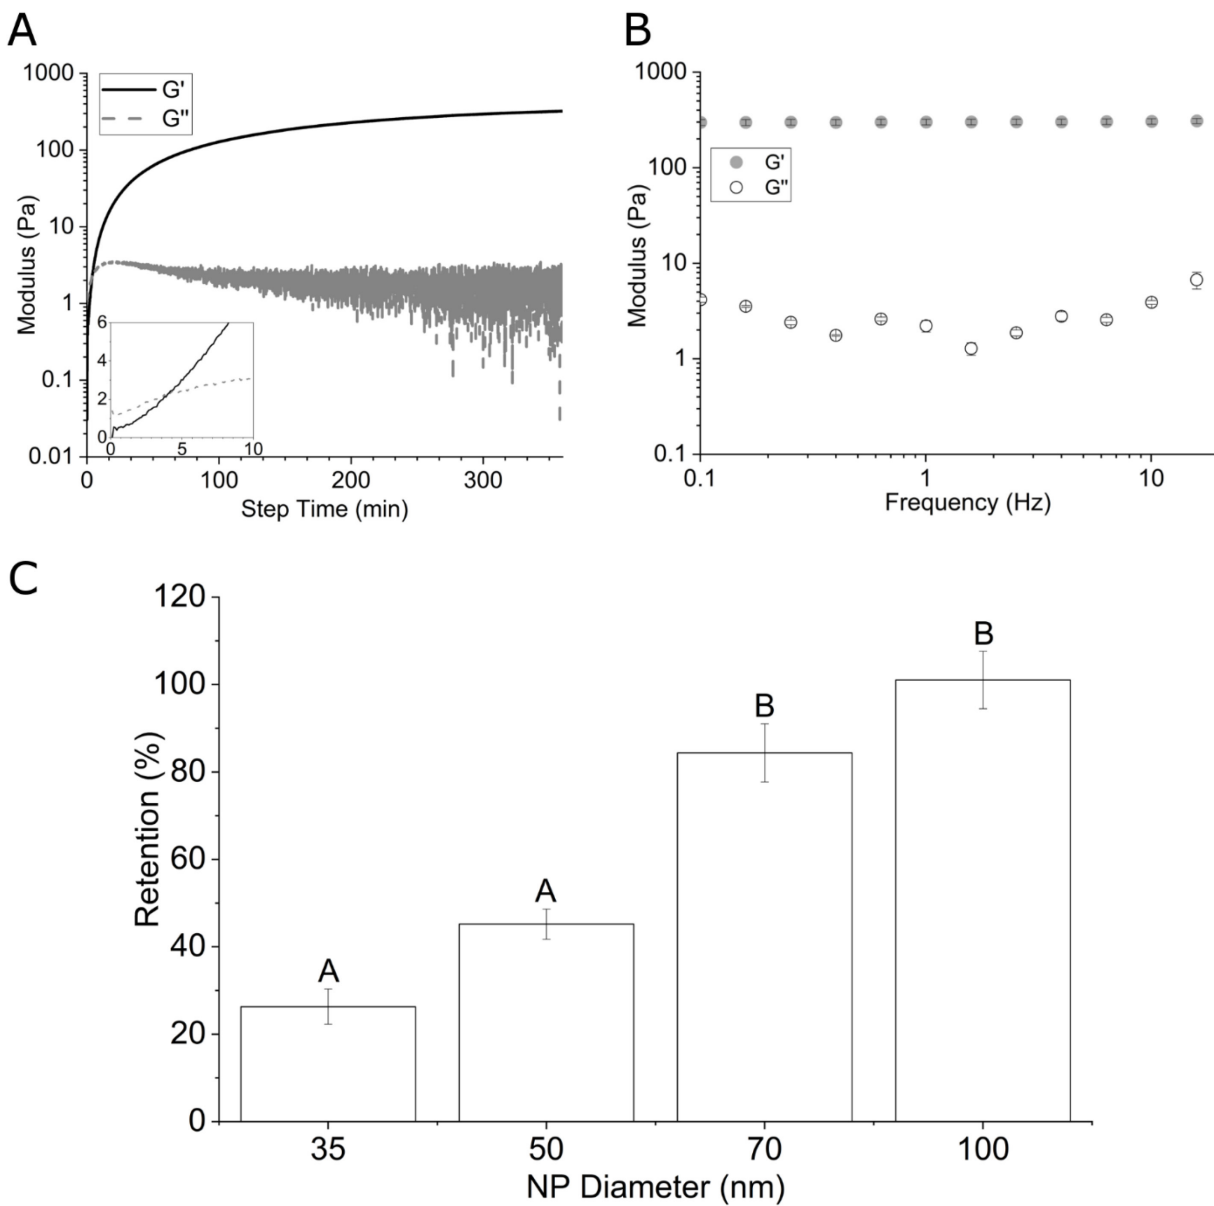 A
1000
100
10
1
0.1
0.01
Modulus (Pa)
G'
G"
6
4
2
0
0 5 10
0 100 200 300
Step Time (min)
B
1000
100
10
1
0.1
Modulus (Pa)
G'
G"
0.1 1 10
Frequency (Hz)
C
120
100
80
60
40
20
0
Retention (%)
A
A
B
B
35 50 70 100
NP Diameter (nm)